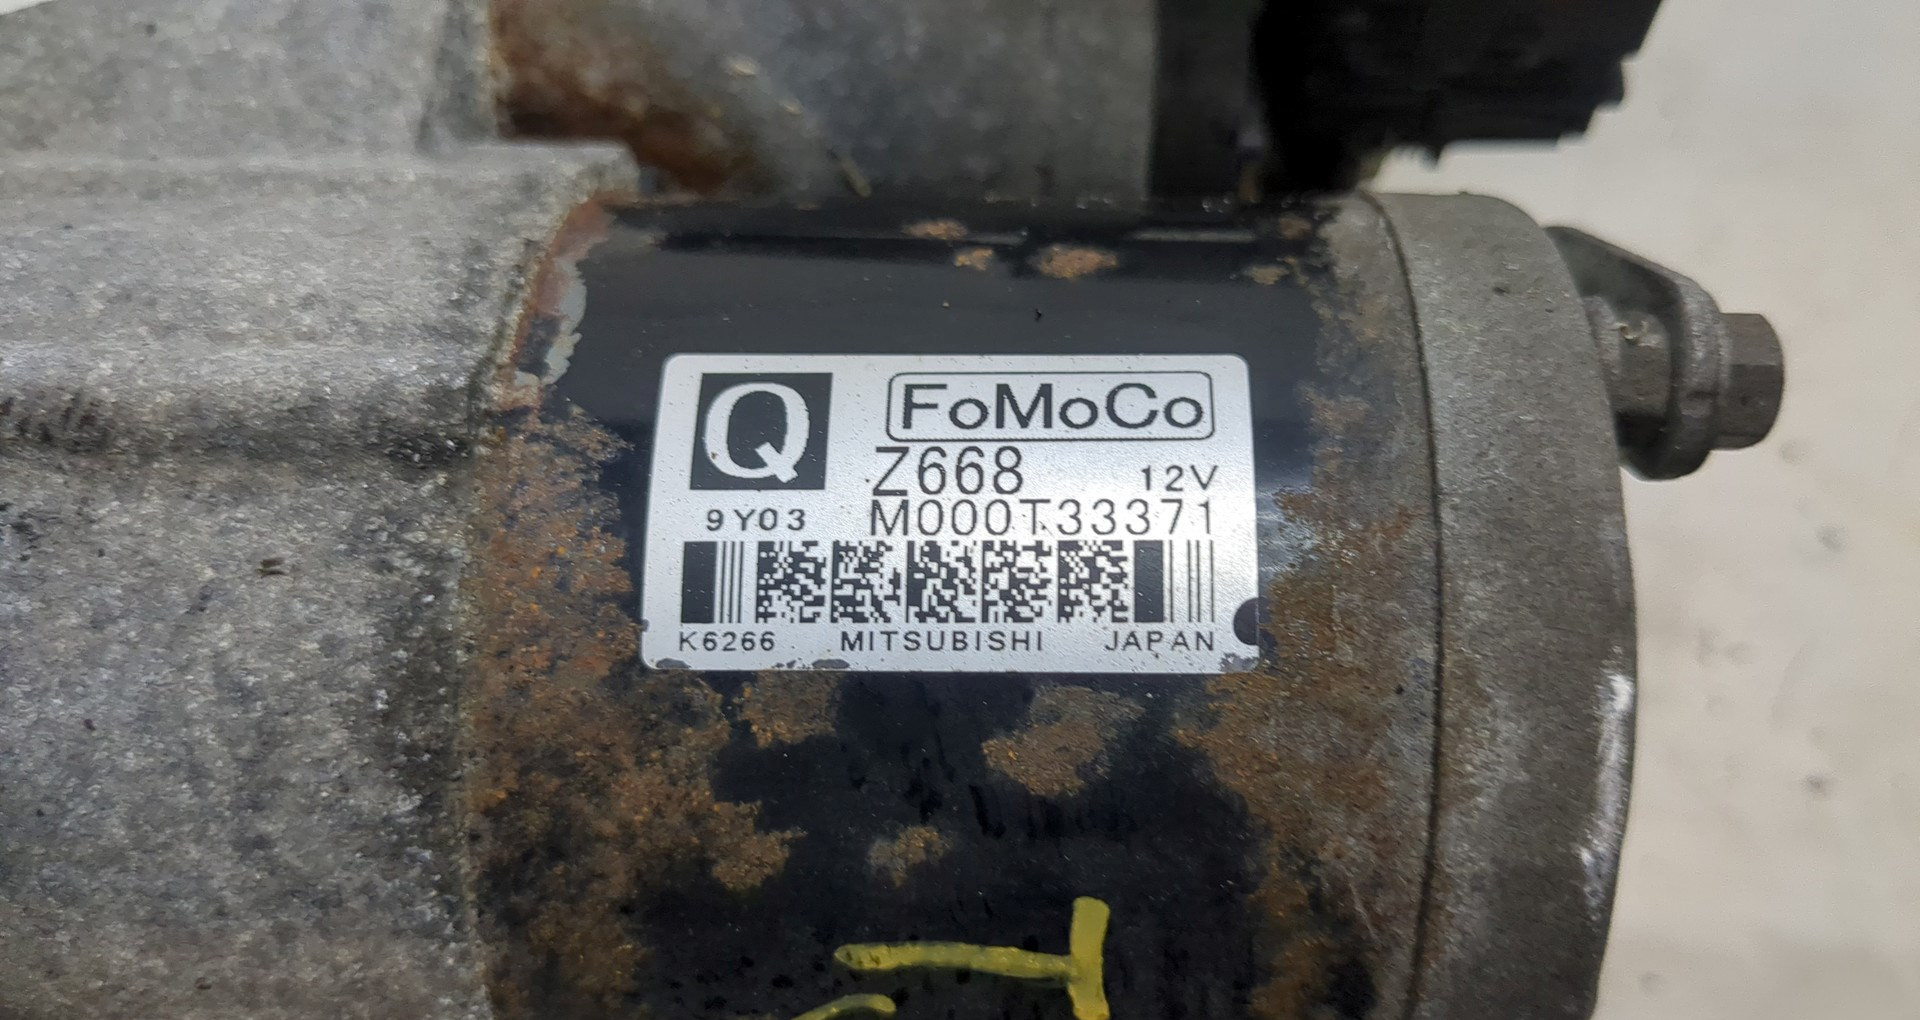 Q FoMoCo
Z668 12V
9Y03 M000T33371
K6266 MITSUBISHI JAPAN